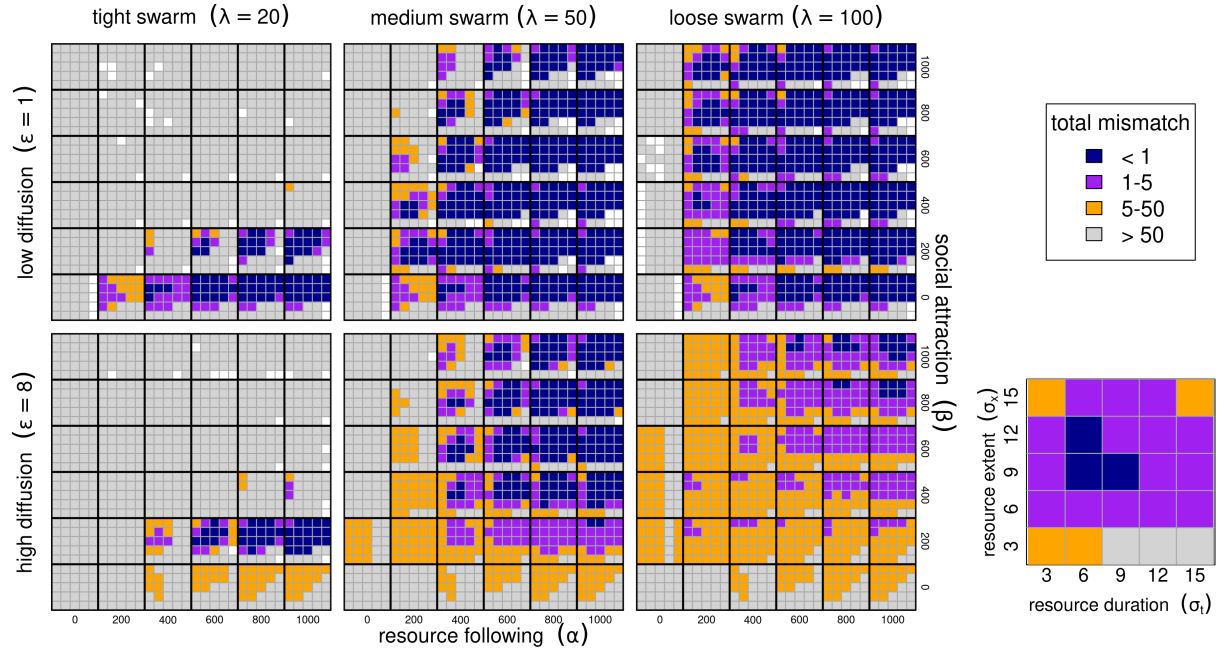 tight swarm (λ = 20)
medium swarm (λ = 50)
loose swarm (λ = 100)
low diffusion (ε = 1)
high diffusion (ε = 8)
1000
800
600
400
200
0
1000
800
600
400
200
0
social attraction (β)
0 200 400 600 800 1000
0 200 400 600 800 1000
0 200 400 600 800 1000
resource following (α)
total mismatch
< 1
1-5
5-50
> 50
resource extent (σx)
15
12
9
6
3
3 6 9 12 15
resource duration (σt)